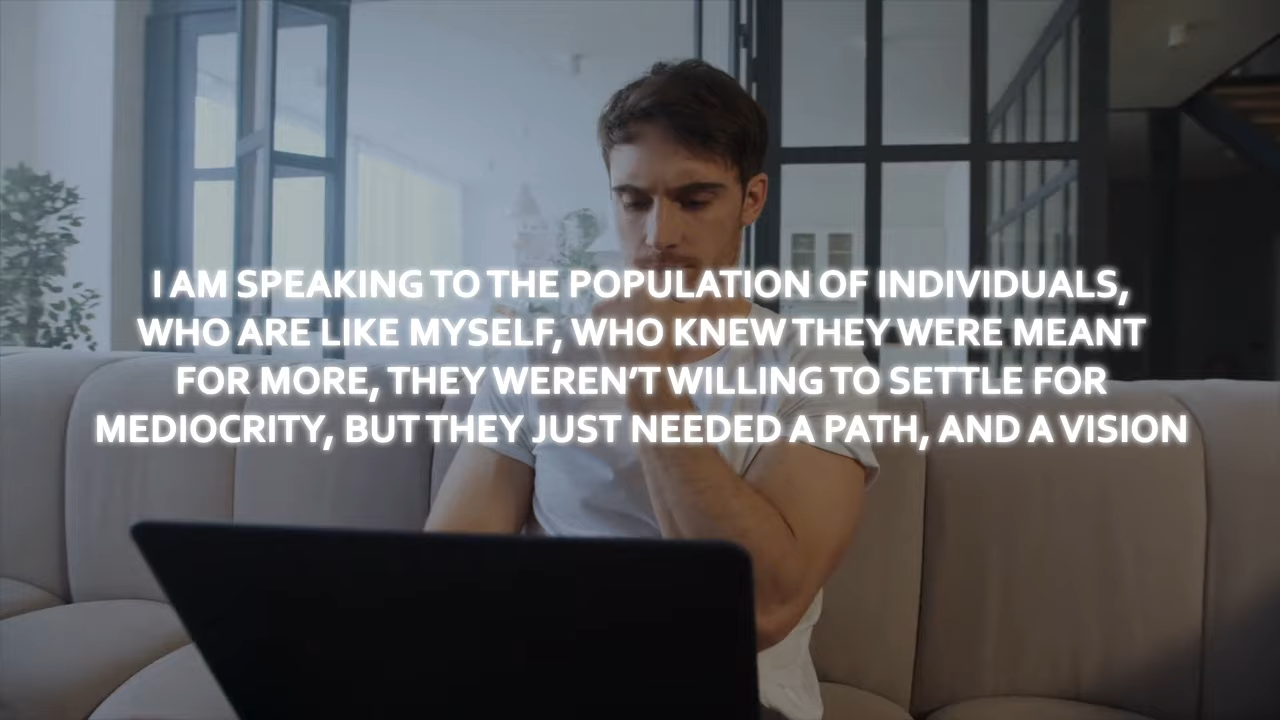 I AM SPEAKING TO THE POPULATION OF INDIVIDUALS,
WHO ARE LIKE MYSELF, WHO KNEW THEY WERE MEANT
FOR MORE, THEY WEREN'T WILLING TO SETTLE FOR
MEDIOCRITY, BUT THEY JUST NEEDED A PATH, AND A VISION